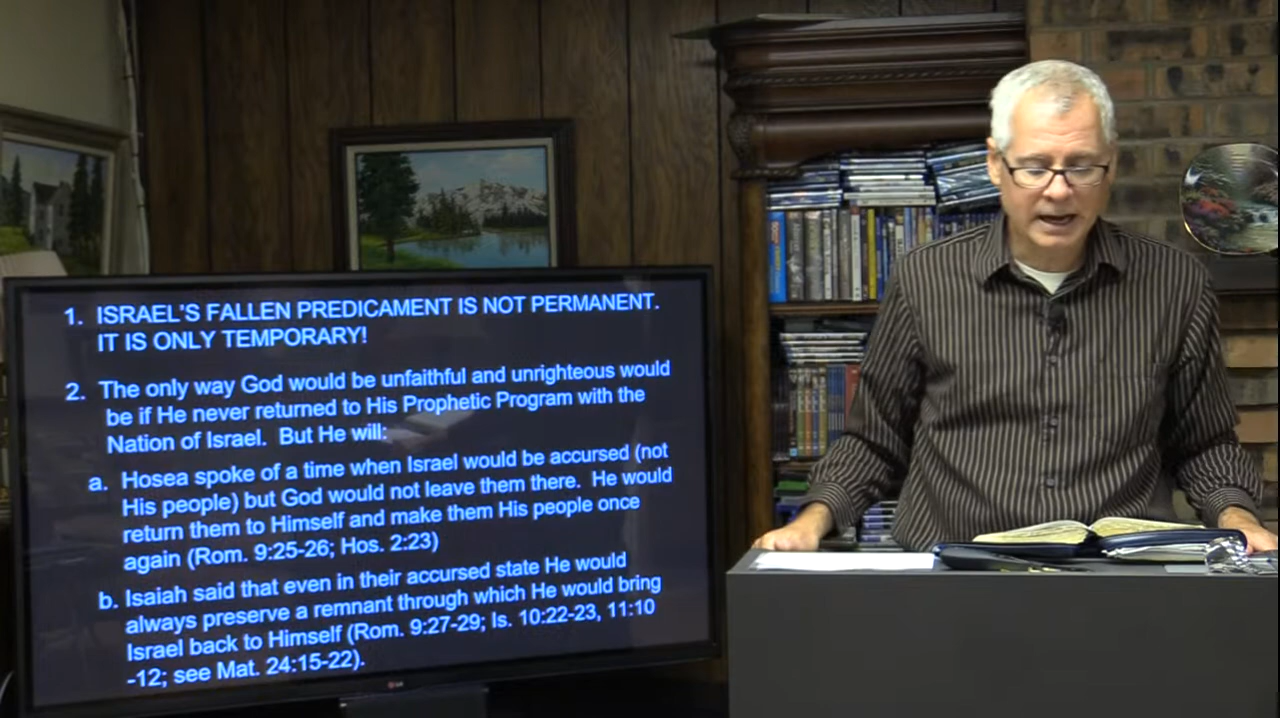 1. ISRAEL'S FALLEN PREDICAMENT IS NOT PERMANENT.
IT IS ONLY TEMPORARY!
2. The only way God would be unfaithful and unrighteous would
be if He never returned to His Prophetic Program with the
Nation of Israel. But He will:
a. Hosea spoke of a time when Israel would be accursed (not
His people) but God would not leave them there. He would
return them to Himself and make them His people once
again (Rom. 9:25-26; Hos. 2:23)
b. Isaiah said that even in their accursed state He would
always preserve a remnant through which He would bring
Israel back to Himself (Rom. 9:27-29; Is. 10:22-23, 11:10
-12; see Mat. 24:15-22).
LG